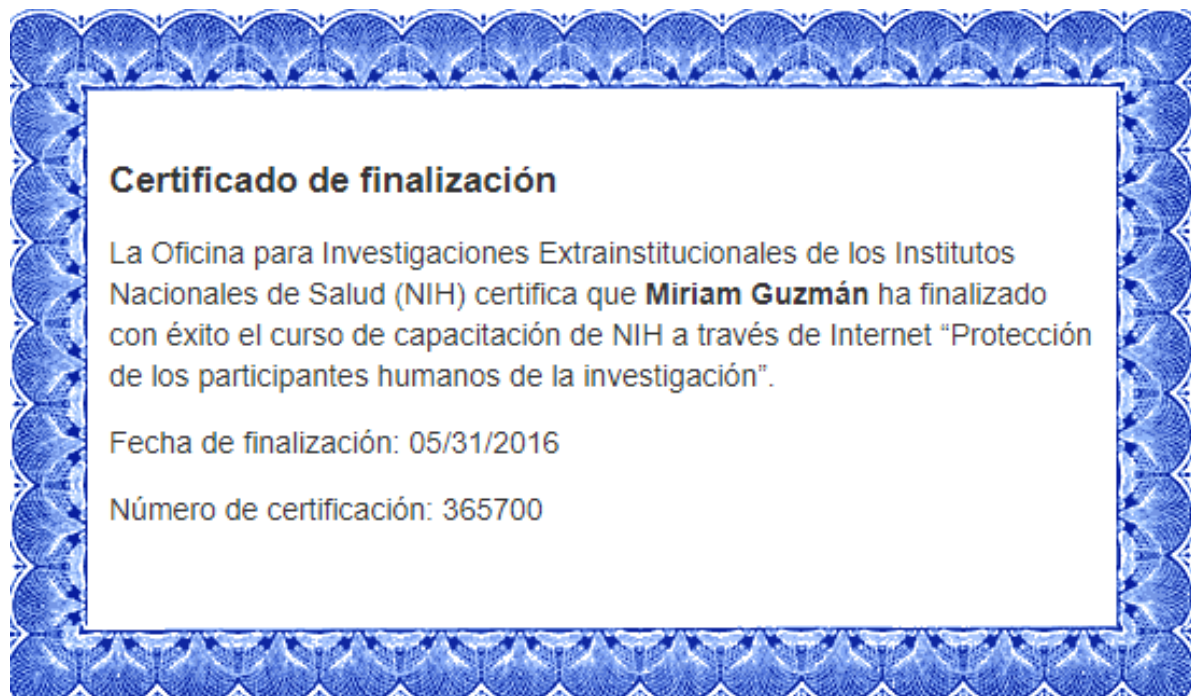 Certificado de finalización
La Oficina para Investigaciones Extrainstitucionales de los Institutos
Nacionales de Salud (NIH) certifica que Miriam Guzmán ha finalizado
con éxito el curso de capacitación de NIH a través de Internet “Protección
de los participantes humanos de la investigación”.
Fecha de finalización: 05/31/2016
Número de certificación: 365700